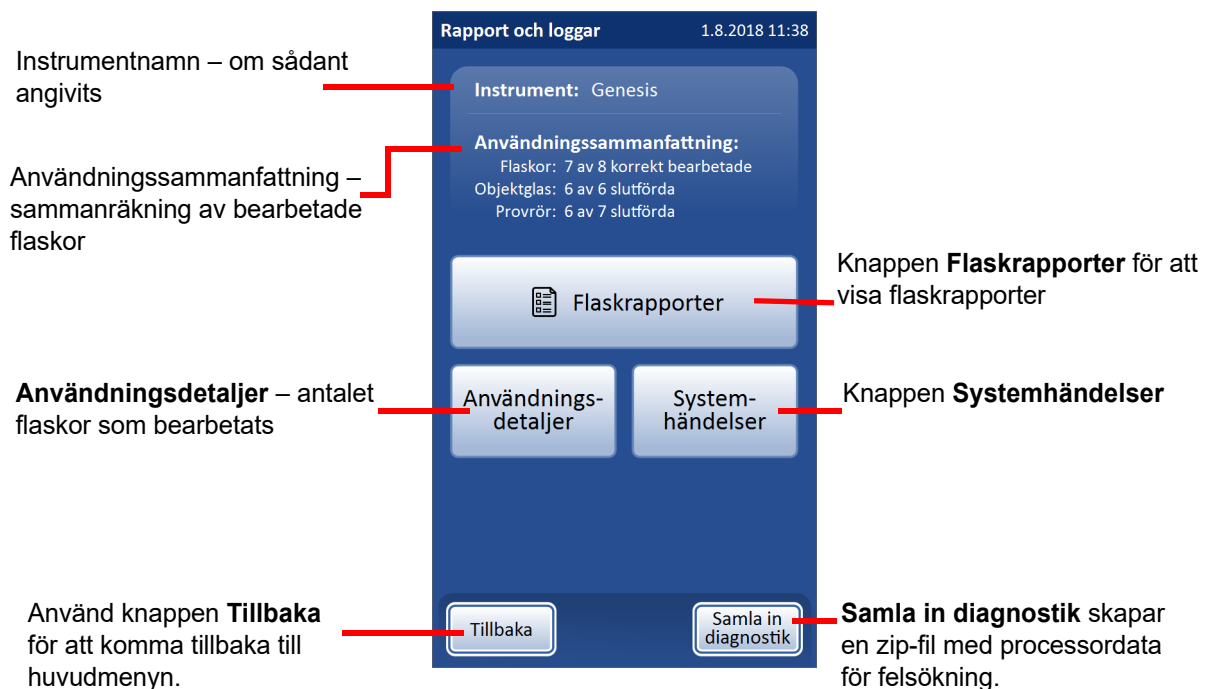 Rapport och loggar 1.8.2018 11:38
Instrumentnamn – om sådant
angivits
Instrument: Genesis
Användningssammanfattning:
Flaskor: 7 av 8 korrekt bearbetade
Objektglas: 6 av 6 slutförda
Provrör: 6 av 7 slutförda
Användningssammanfattning –
sammanräkning av bearbetade
flaskor
Flaskrapporter
Knappen Flaskrapporter för att
visa flaskrapporter
Användningsdetaljer – antalet
flaskor som bearbetats
Användnings-
detaljer
System-
händelser
Knappen Systemhändelser
Använd knappen Tillbaka
för att komma tillbaka till
huvudmenyn.
Tillbaka
Samla in
diagnostik
Samla in diagnostik skapar
en zip-fil med processordata
för felsökning.